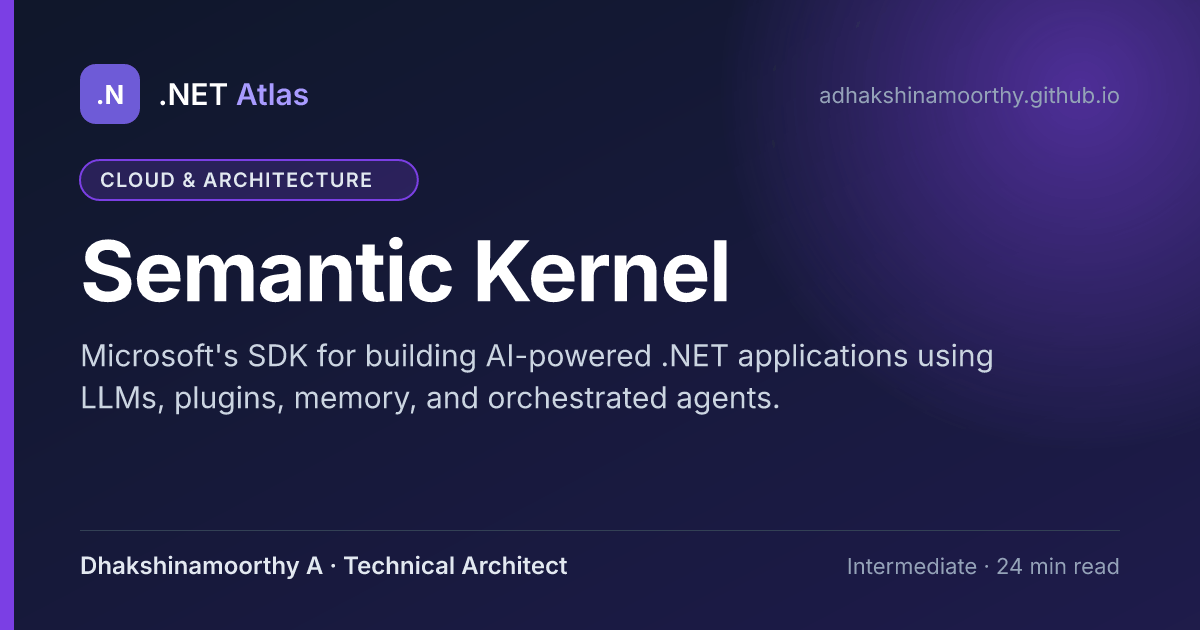 .N
.NET Atlas
adhakshinamoorthy.github.io
CLOUD & ARCHITECTURE
Semantic Kernel
Microsoft's SDK for building AI-powered .NET applications using
LLMs, plugins, memory, and orchestrated agents.
Dhakshinamoorthy A · Technical Architect
Intermediate · 24 min read